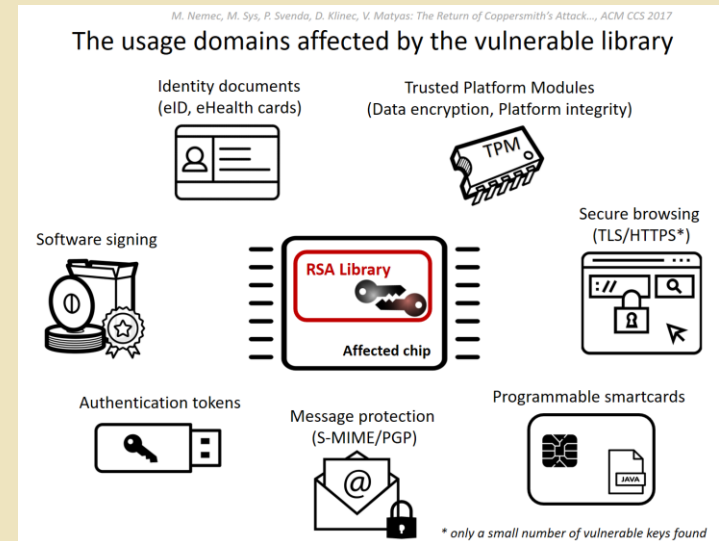 M. Nemec, M. Sys, P. Svenda, D. Klinec, V. Matyas: The Return of Coppersmith's Attack..., ACM CCS 2017
The usage domains affected by the vulnerable library
Identity documents
(eID, eHealth cards)
Trusted Platform Modules
(Data encryption, Platform integrity)
TPM
Secure browsing
(TLS/HTTPS*)
://
Software signing
RSA Library
Affected chip
Authentication tokens
Message protection
(S-MIME/PGP)
@
Programmable smartcards
JAVA
* only a small number of vulnerable keys found